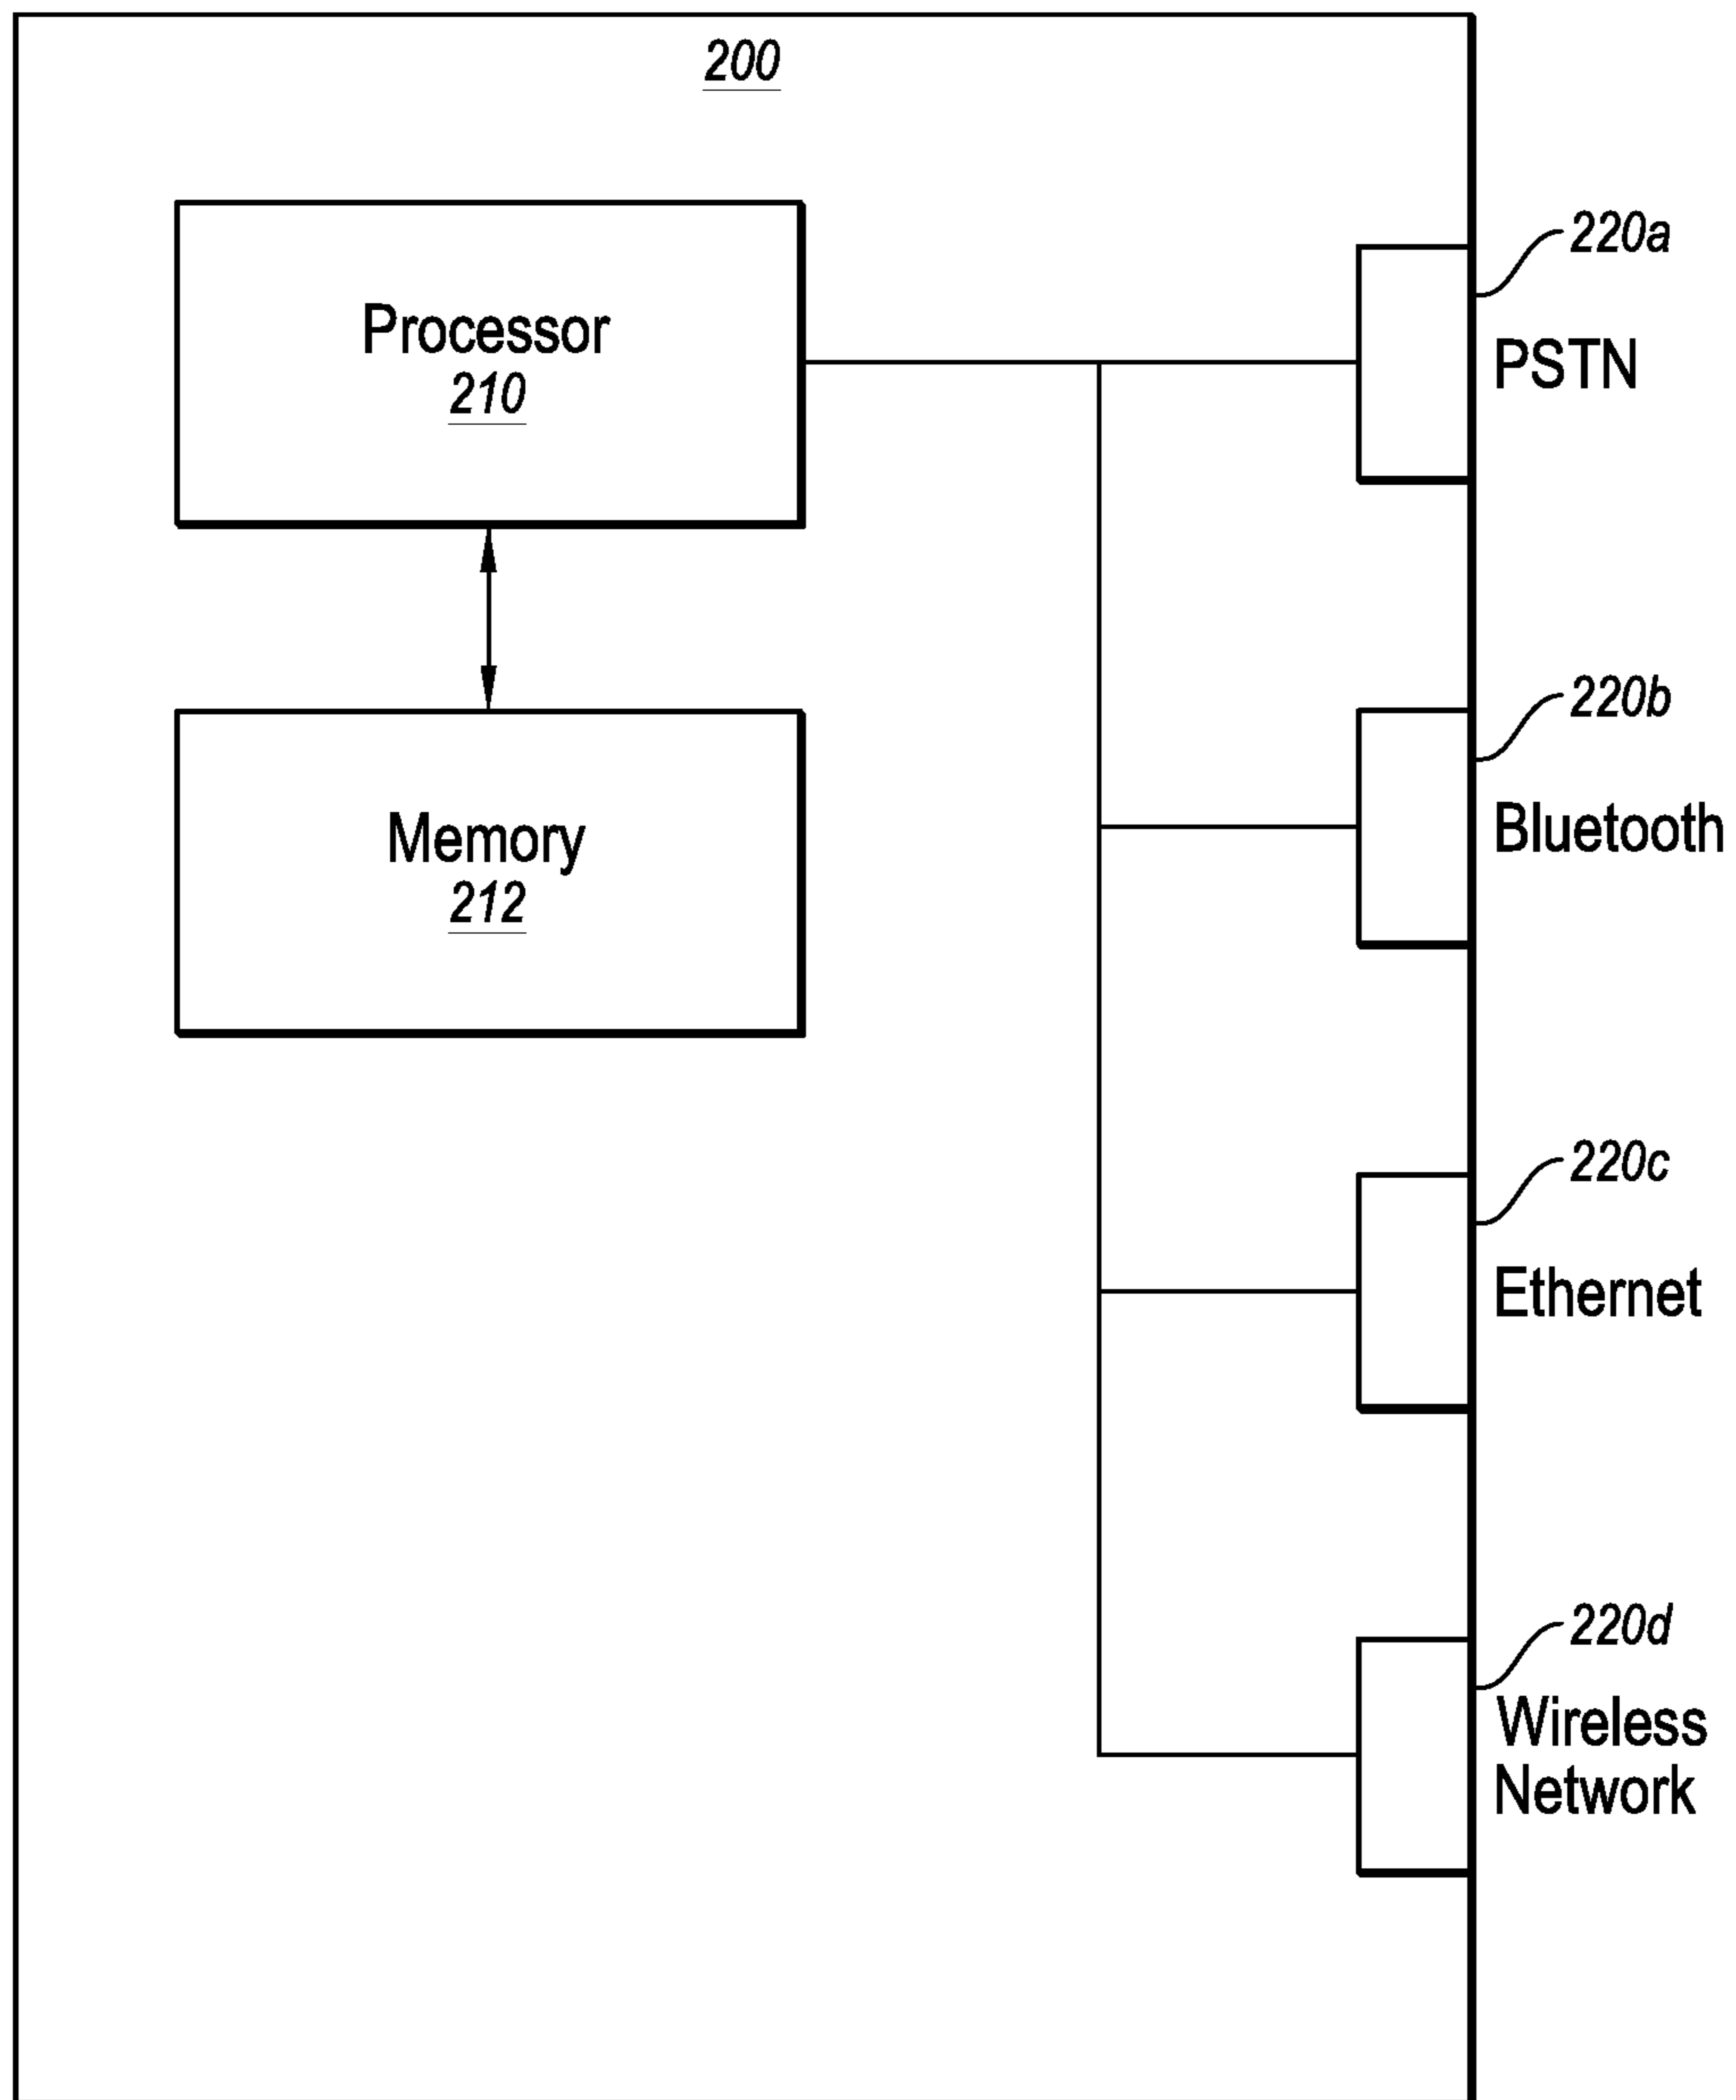 200
Processor
210
220a
PSTN
220b
Memory
212
Bluetooth
220c
Ethernet
220d
Wireless
Network